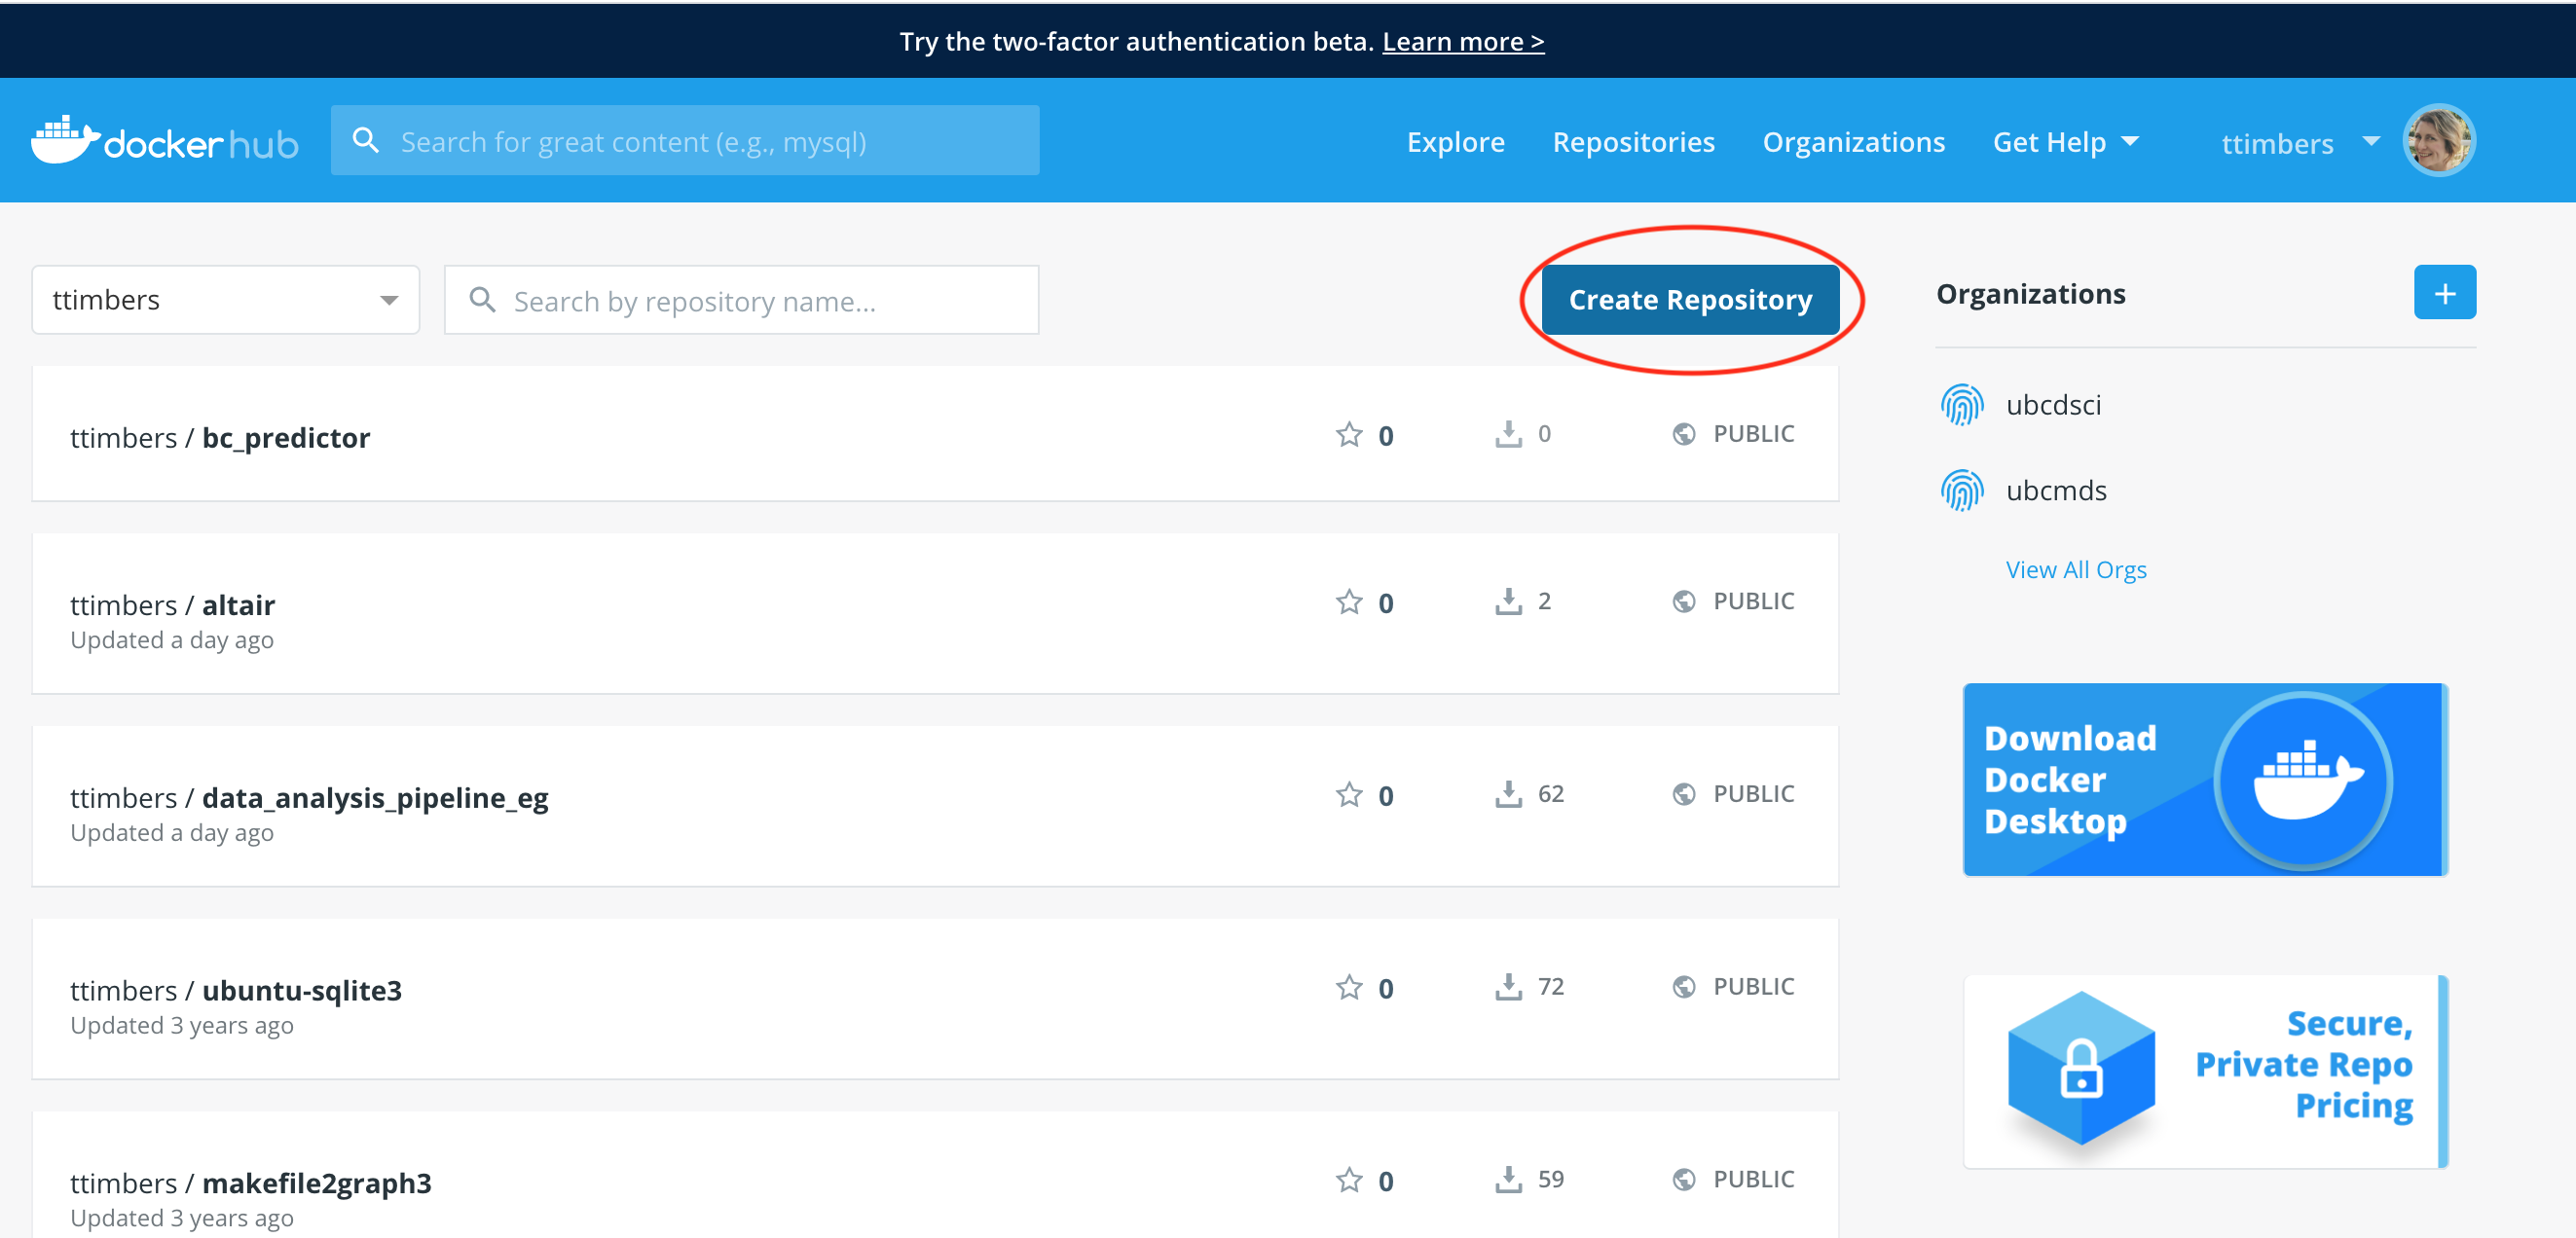 Try the two-factor authentication beta. Learn more >
dockerhub
Search for great content (e.g., mysql)
Explore
Repositories
Organizations
Get Help
ttimbers
ttimbers
Search by repository name...
Create Repository
ttimbers / bc_predictor
0
0
PUBLIC
ttimbers / altair
Updated a day ago
0
2
PUBLIC
ttimbers / data_analysis_pipeline_eg
Updated a day ago
0
62
PUBLIC
ttimbers / ubuntu-sqlite3
Updated 3 years ago
0
72
PUBLIC
ttimbers / makefile2graph3
Updated 3 years ago
0
59
PUBLIC
Organizations
+
ubcdsci
ubcmds
View All Orgs
Download
Docker
Desktop
Secure,
Private Repo
Pricing